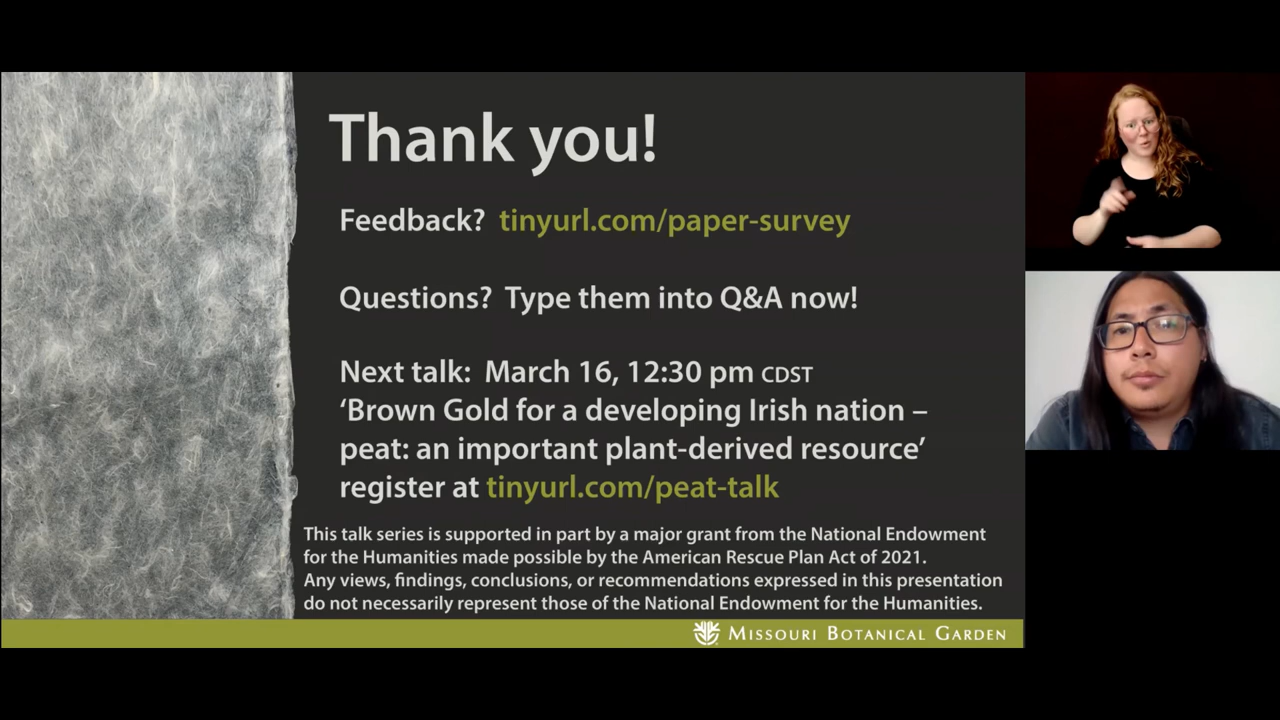 Thank you!
Feedback? tinyurl.com/paper-survey
Questions? Type them into Q&A now!
Next talk: March 16, 12:30 pm CDST
‘Brown Gold for a developing Irish nation –
peat: an important plant-derived resource’
register at tinyurl.com/peat-talk
This talk series is supported in part by a major grant from the National Endowment
for the Humanities made possible by the American Rescue Plan Act of 2021.
Any views, findings, conclusions, or recommendations expressed in this presentation
do not necessarily represent those of the National Endowment for the Humanities.
MISSOURI BOTANICAL GARDEN